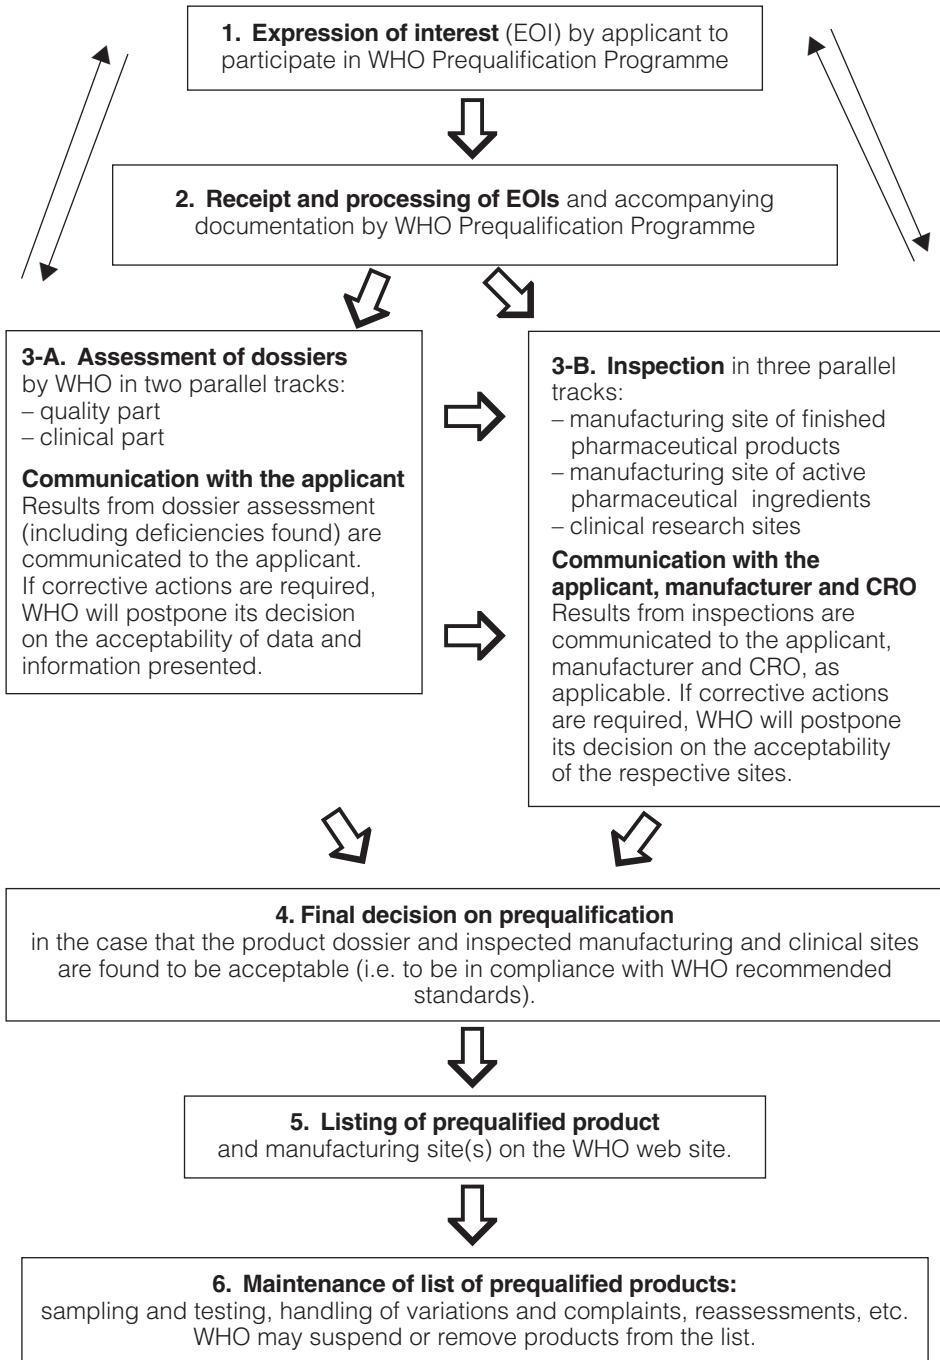 1. Expression of interest (EOI) by applicant to
participate in WHO Prequalification Programme
2. Receipt and processing of EOIs and accompanying
documentation by WHO Prequalification Programme
3-A. Assessment of dossiers
by WHO in two parallel tracks:
– quality part
– clinical part
Communication with the applicant
Results from dossier assessment
(including deficiencies found) are
communicated to the applicant.
If corrective actions are required,
WHO will postpone its decision
on the acceptability of data and
information presented.
3-B. Inspection in three parallel
tracks:
– manufacturing site of finished
pharmaceutical products
– manufacturing site of active
pharmaceutical ingredients
– clinical research sites
Communication with the
applicant, manufacturer and CRO
Results from inspections are
communicated to the applicant,
manufacturer and CRO, as
applicable. If corrective actions
are required, WHO will postpone
its decision on the acceptability
of the respective sites.
4. Final decision on prequalification
in the case that the product dossier and inspected manufacturing and clinical sites
are found to be acceptable (i.e. to be in compliance with WHO recommended
standards).
5. Listing of prequalified product
and manufacturing site(s) on the WHO web site.
6. Maintenance of list of prequalified products:
sampling and testing, handling of variations and complaints, reassessments, etc.
WHO may suspend or remove products from the list.